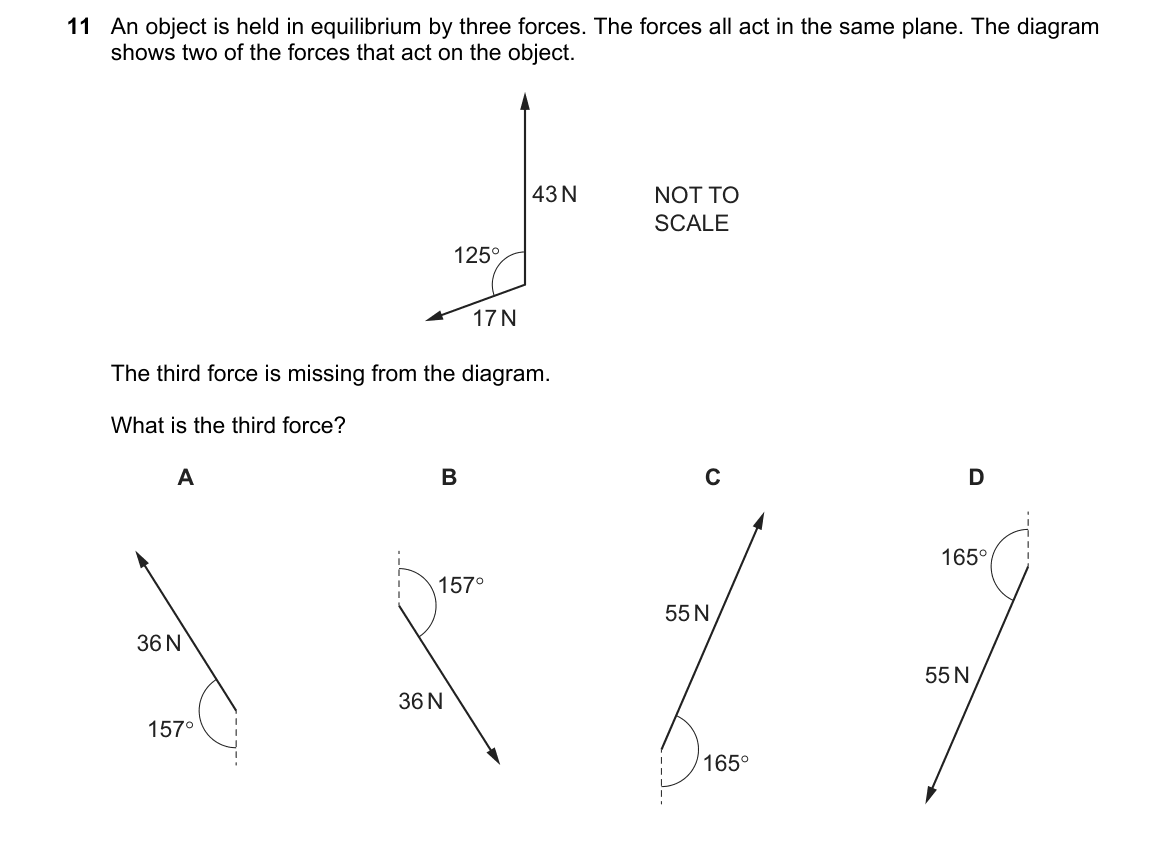 11 An object is held in equilibrium by three forces. The forces all act in the same plane. The diagram
shows two of the forces that act on the object.
43 N
NOT TO
SCALE
125°
17 N
The third force is missing from the diagram.
What is the third force?
A B C D
165°
157°
55 N
36 N
55 N
36 N
157°
165°